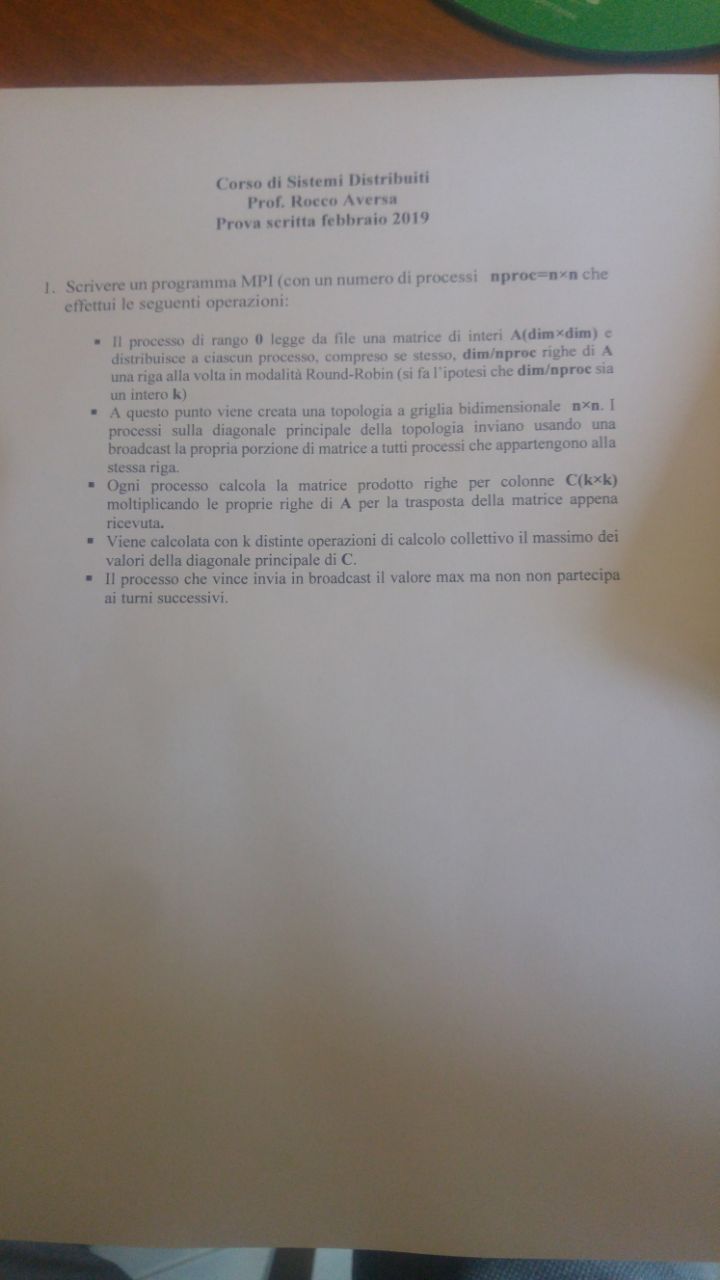 Corso di Sistemi Distribuiti
Prof. Rocco Aversa
Prova scritta febbraio 2019
1. Scrivere un programma MPI (con un numero di processi nproc=n×n che
effettui le seguenti operazioni:
▪ Il processo di rango 0 legge da file una matrice di interi A(dim×dim) e
distribuisce a ciascun processo, compreso se stesso, dim/nproc righe di A
una riga alla volta in modalità Round-Robin (si fa l'ipotesi che dim/nproc sia
un intero k)
▪ A questo punto viene creata una topologia a griglia bidimensionale n×n. I
processi sulla diagonale principale della topologia inviano usando una
broadcast la propria porzione di matrice a tutti processi che appartengono alla
stessa riga.
▪ Ogni processo calcola la matrice prodotto righe per colonne C(k×k)
moltiplicando le proprie righe di A per la trasposta della matrice appena
ricevuta.
▪ Viene calcolata con k distinte operazioni di calcolo collettivo il massimo dei
valori della diagonale principale di C.
▪ Il processo che vince invia in broadcast il valore max ma non non partecipa
ai turni successivi.